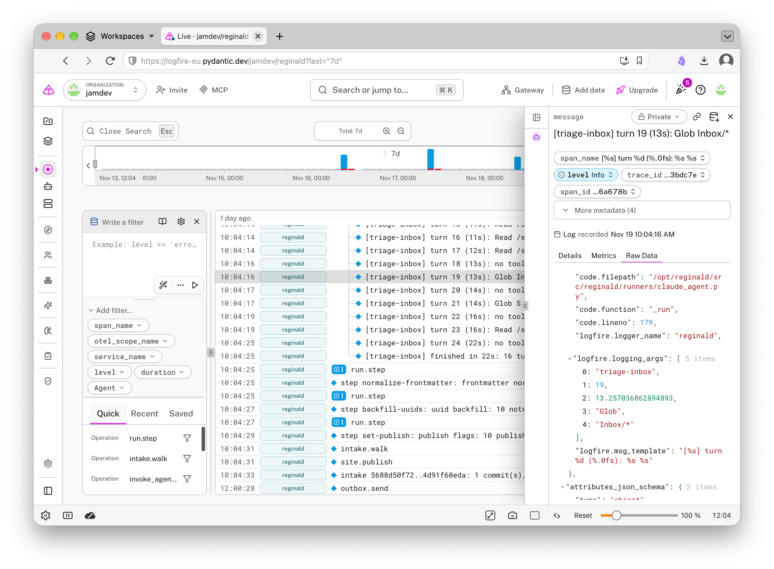 Workspaces
Live · jamdev/reginald
https://logfire-eu.pydantic.dev/jamdev/reginald?last="7d"
ORGANIZATION
jamdev
Invite
MCP
Search or jump to...
⌘ K
Gateway
Add data
Upgrade
5
Close Search
Esc
Total 7d
7d
Nov 13, 12:04
10:00
Nov 15, 00:00
Nov 16, 00:00
Nov 17, 00:00
Nov 18, 00:00
Write a filter
Example: level >= 'erro…
Add filter...
span_name
otel_scope_name
service_name
level
duration
Agent
Quick
Recent
Saved
Operation run.step
Operation intake.walk
Operation invoke_agen...
1 day ago
10:04:14 reginald [triage-inbox] turn 16 (11s): Read /s
10:04:14 reginald [triage-inbox] turn 17 (12s): Read /s
10:04:16 reginald [triage-inbox] turn 18 (13s): no tool
10:04:16 reginald [triage-inbox] turn 19 (13s): Glob In
10:04:17 reginald [triage-inbox] turn 20 (14s): no tool
10:04:17 reginald [triage-inbox] turn 21 (14s): Glob S
10:04:19 reginald [triage-inbox] turn 22 (16s): no tool
10:04:19 reginald [triage-inbox] turn 23 (16s): Read /s
10:04:25 reginald [triage-inbox] turn 24 (22s): no tool
10:04:25 reginald [triage-inbox] finished in 22s: 16 tu
10:04:25 reginald 1 run.step
10:04:25 reginald step normalize-frontmatter: frontmatter nor
10:04:25 reginald 1 run.step
10:04:27 reginald step backfill-uuids: uuid backfill: 10 note
10:04:27 reginald 1 run.step
10:04:29 reginald step set-publish: publish flags: 10 publish
10:04:31 reginald intake.walk
10:04:31 reginald site.publish
10:04:33 reginald intake 5688d50f72..4d91f60eda: 1 commit(s),
12:00:28 reginald outbox.send
message
Private
[triage-inbox] turn 19 (13s): Glob Inbox/*
span_name [%s] turn %d (%.0fs): %s %s
level Info
trace_id ...3bdc7e
span_id ...6a678b
More metadata (4)
Log recorded Nov 19 10:04:16 AM
Details
Metrics
Raw Data
"code.filepath": "/opt/reginald/sr
c/reginald/runners/claude_agent.p
y",
"code.function": "_run",
"code.lineno": 179,
"logfire.logger_name": "reginald",
"logfire.logging_args": [ 5 items
0: "triage-inbox",
1: 19,
2: 13.257036862894893,
3: "Glob",
4: "Inbox/*"
],
"logfire.msg_template": "[%s] turn
%d (%.0fs): %s %s"
},
"attributes_json_schema": { 2 items
Reset
100 %
12:04